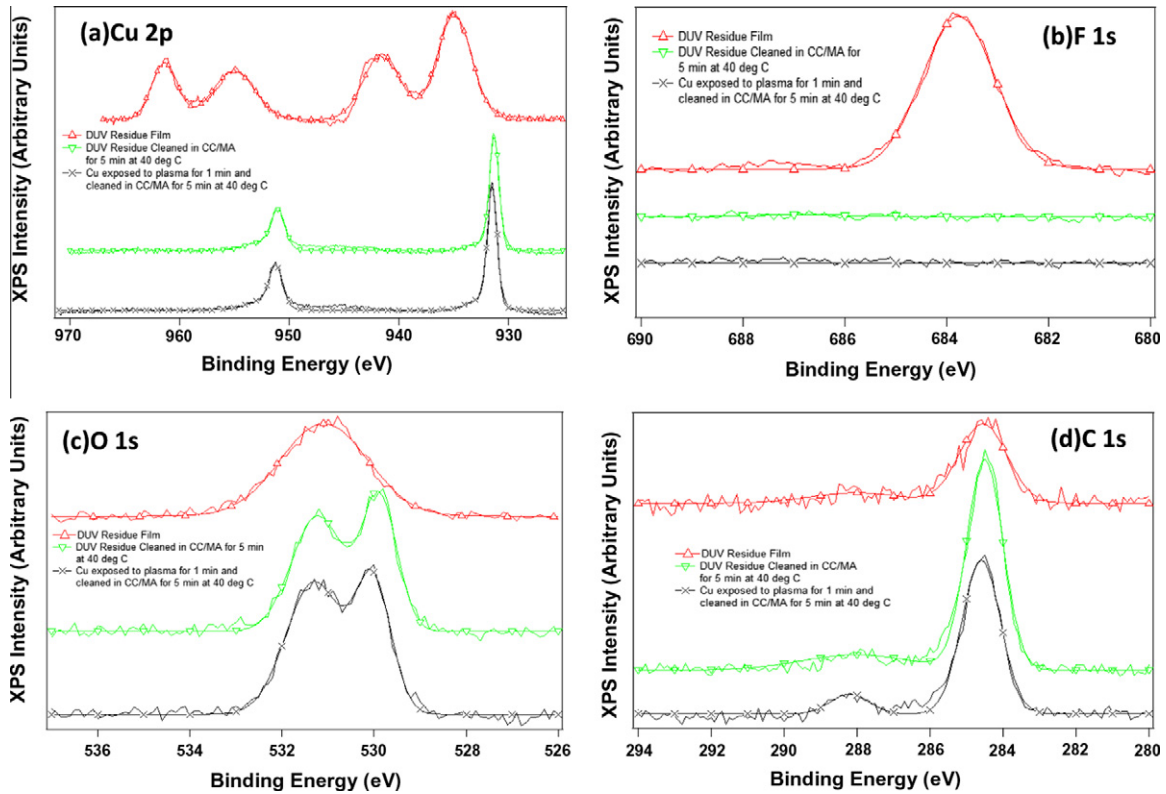 (a)Cu 2p
XPS Intensity (Arbitrary Units)
DUV Residue Film
DUV Residue Cleaned in CC/MA
for 5 min at 40 deg C
Cu exposed to plasma for 1 min and
cleaned in CC/MA for 5 min at 40 deg C
970 960 950 940 930
Binding Energy (eV)
(b)F 1s
XPS Intensity (Arbitrary Units)
DUV Residue Film
DUV Residue Cleaned in CC/MA for
5 min at 40 deg C
Cu exposed to plasma for 1 min and
cleaned in CC/MA for 5 min at 40 deg C
690 688 686 684 682 680
Binding Energy (eV)
(c)O 1s
XPS Intensity (Arbitrary Units)
DUV Residue Film
DUV Residue Cleaned in CC/MA for 5 min
at 40 deg C
Cu exposed to plasma for 1 min and
cleaned in CC/MA for 5 min at 40 deg C
536 534 532 530 528 526
Binding Energy (eV)
(d)C 1s
XPS Intensity (Arbitrary Units)
DUV Residue Film
DUV Residue Cleaned in CC/MA
for 5 min at 40 deg C
Cu exposed to plasma for 1 min and
cleaned in CC/MA for 5 min at 40 deg C
294 292 290 288 286 284 282 280
Binding Energy (eV)